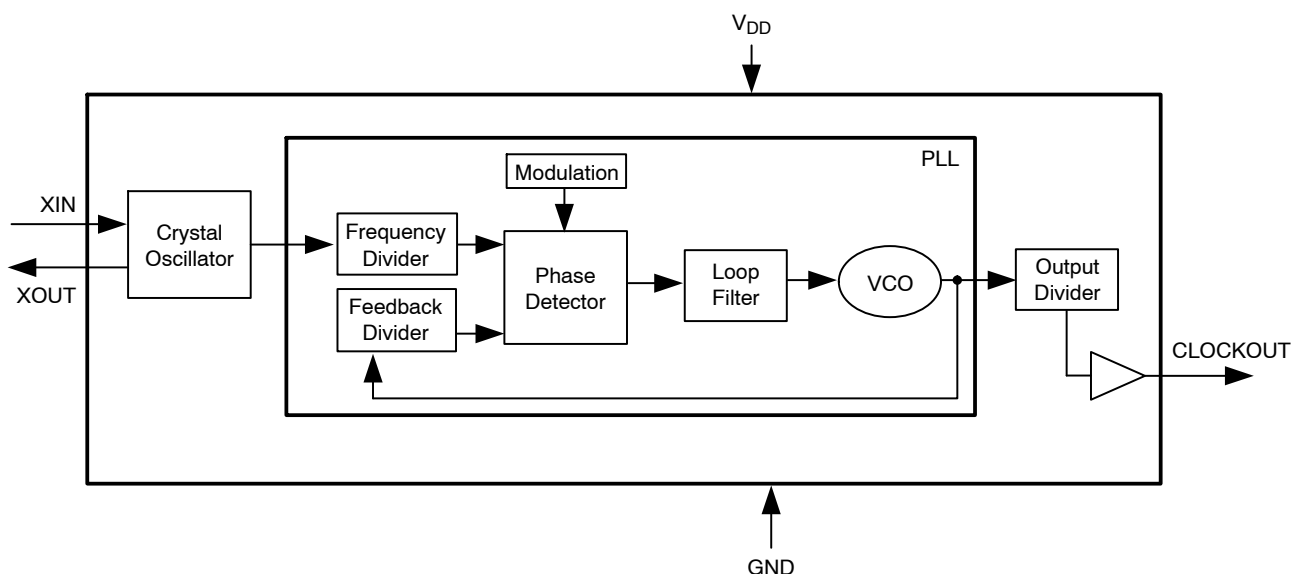 VDD
PLL
Modulation
XIN
XOUT
Crystal
Oscillator
Frequency
Divider
Feedback
Divider
Phase
Detector
Loop
Filter
VCO
Output
Divider
CLOCKOUT
GND